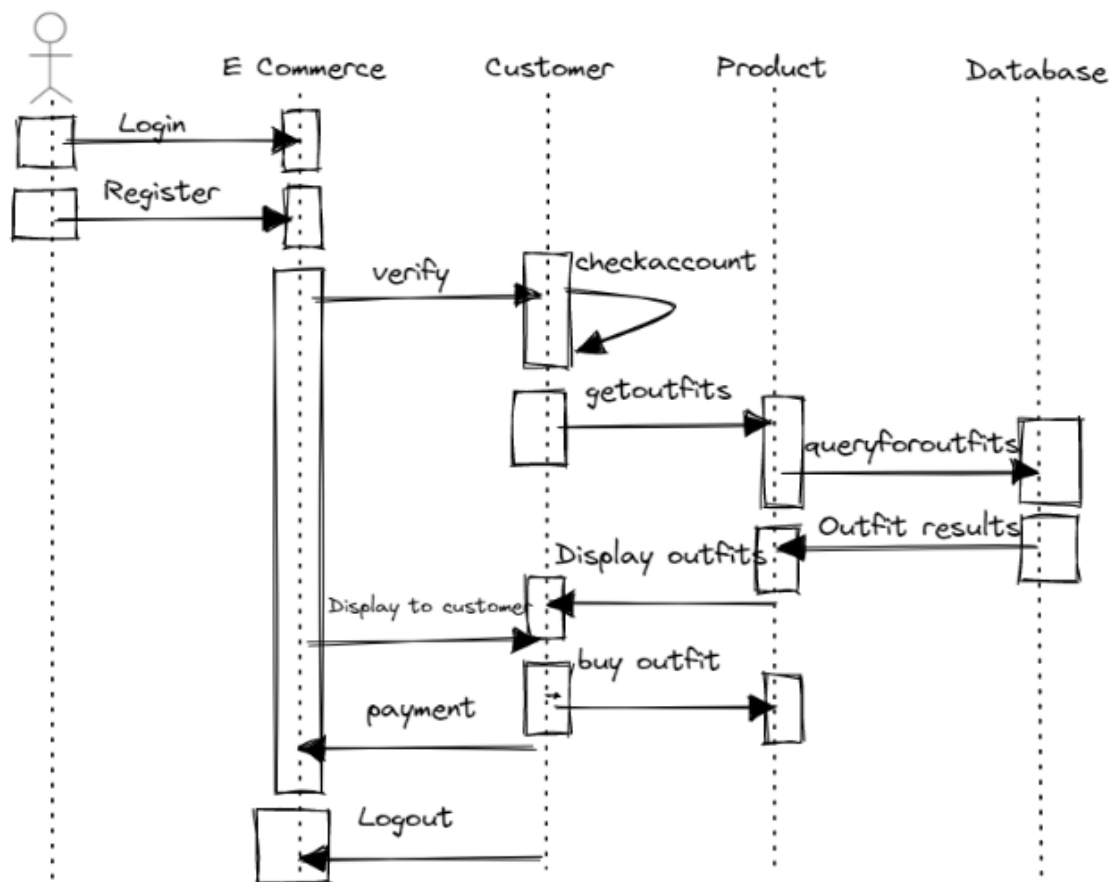 E Commerce
Customer
Product
Database
Login
Register
verify
checkaccount
getoutfits
queryforoutfits
Outfit results
Display outfits
Display to customer
buy outfit
payment
Logout